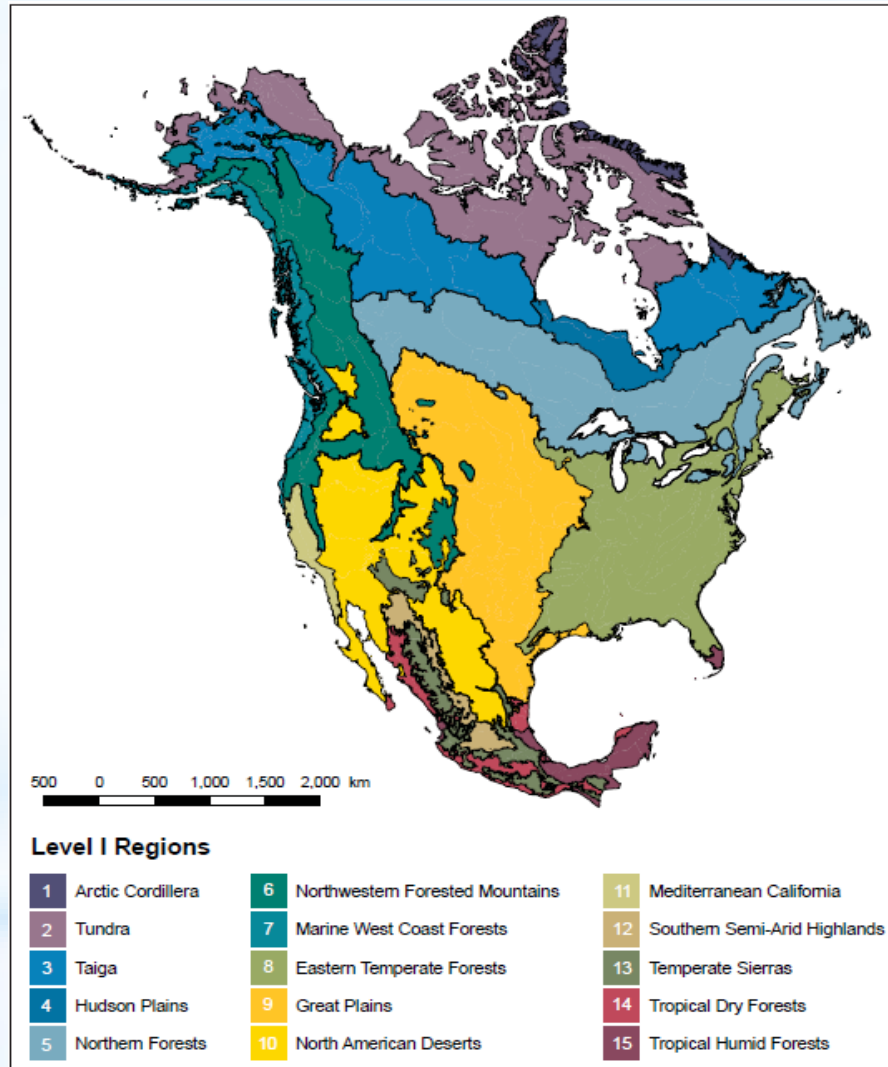 500 0 500 1,000 1,500 2,000 km
Level I Regions
1 Arctic Cordillera
2 Tundra
3 Taiga
4 Hudson Plains
5 Northern Forests
6 Northwestern Forested Mountains
7 Marine West Coast Forests
8 Eastern Temperate Forests
9 Great Plains
10 North American Deserts
11 Mediterranean California
12 Southern Semi-Arid Highlands
13 Temperate Sierras
14 Tropical Dry Forests
15 Tropical Humid Forests